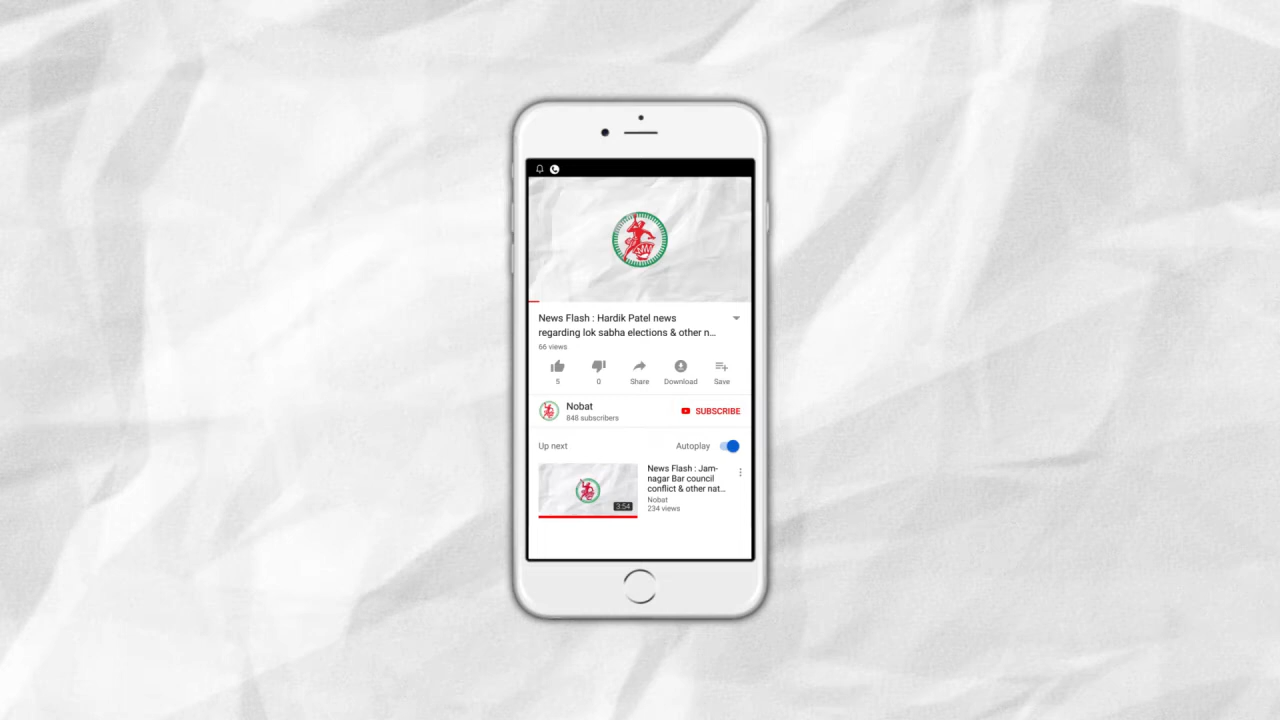 News Flash : Hardik Patel news
regarding lok sabha elections & other n...
66 views
5
0
Share
Download
Save
Nobat
848 subscribers
SUBSCRIBE
Up next
Autoplay
News Flash : Jam-
nagar Bar council
conflict & other nat...
Nobat
234 views
3:54